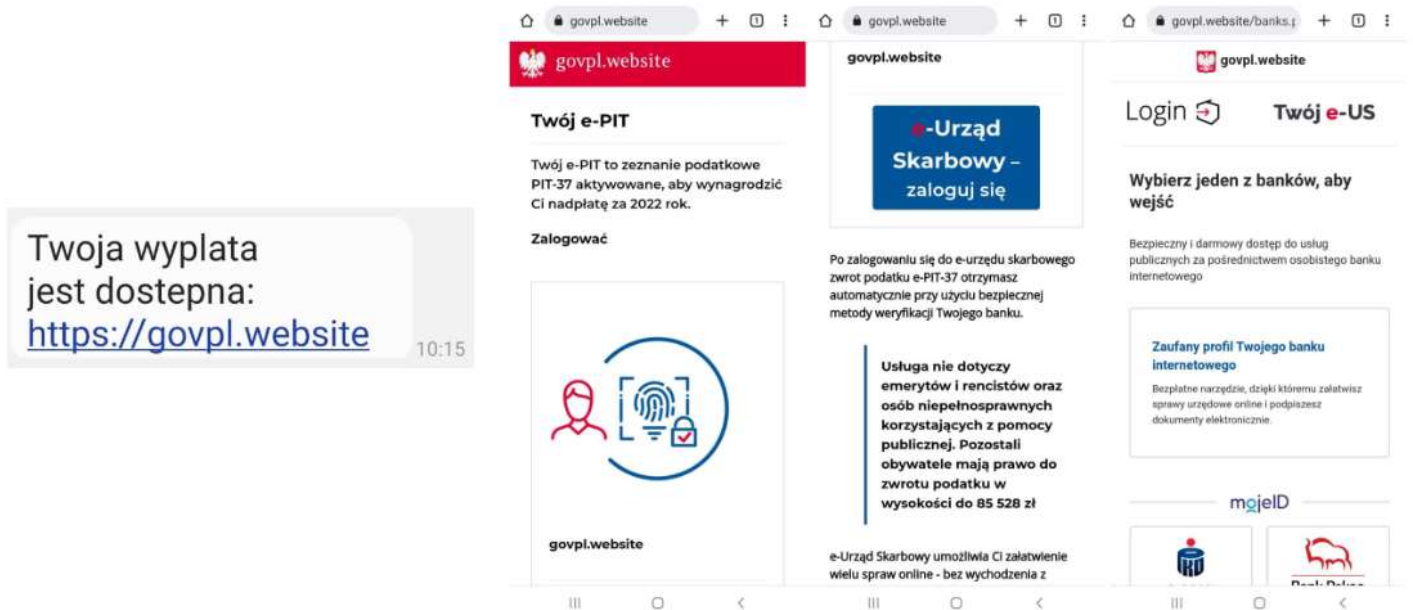 Twoja wyplata
jest dostepna:
https://govpl.website
10:15
govpl.website
1
govpl.website
Twój e-PIT
Twój e-PIT to zeznanie podatkowe
PIT-37 aktywowane, aby wynagrodzić
Ci nadpłatę za 2022 rok.
Zalogować
govpl.website
govpl.website
1
govpl.website
e-Urząd
Skarbowy –
zaloguj się
Po zalogowaniu się do e-urzędu skarbowego
zwrot podatku e-PIT-37 otrzymasz
automatycznie przy użyciu bezpiecznej
metody weryfikacji Twojego banku.
Usługa nie dotyczy
emerytów i rencistów oraz
osób niepełnosprawnych
korzystających z pomocy
publicznej. Pozostali
obywatele mają prawo do
zwrotu podatku w
wysokości do 85 528 zł
e-Urząd Skarbowy umożliwia Ci załatwienie
wielu spraw online - bez wychodzenia z
govpl.website/banks.p
1
govpl.website
Login
Twój e-US
Wybierz jeden z banków, aby
wejść
Bezpieczny i darmowy dostęp do usług
publicznych za pośrednictwem osobistego banku
internetowego
Zaufany profil Twojego banku
internetowego
Bezpłatne narzędzie, dzięki któremu załatwisz
sprawy urzędowe online i podpiszesz
dokumenty elektronicznie.
mojeID
Bank Pekao